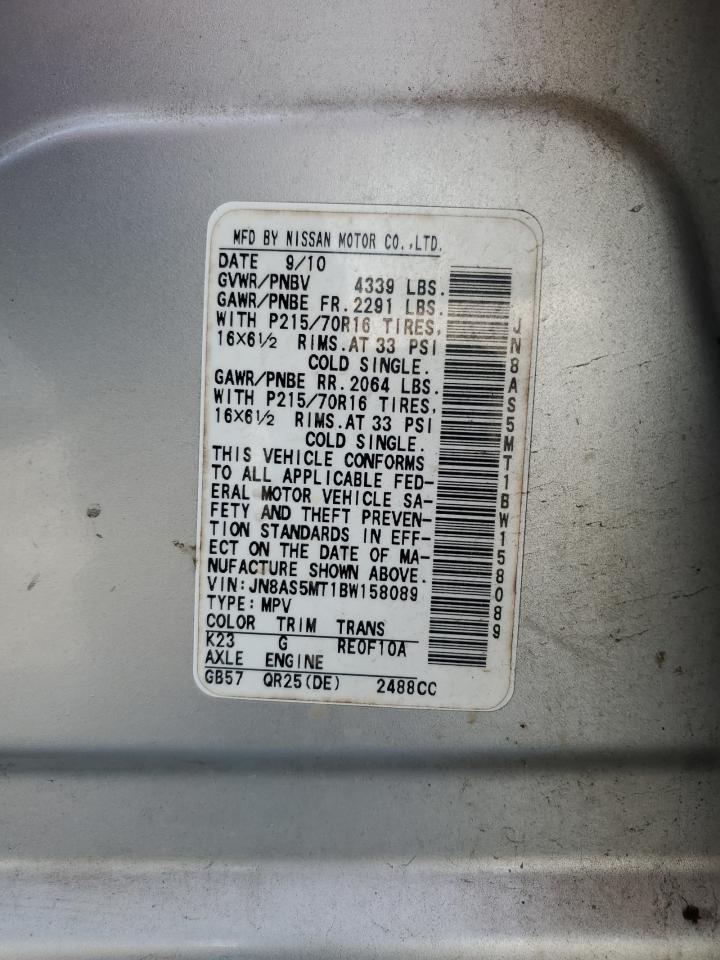 MFD BY NISSAN MOTOR CO.,LTD.
DATE 9/10
GVWR/PNBV 4339 LBS.
GAWR/PNBE FR.2291 LBS.
WITH P215/70R16 TIRES,
16X6½ RIMS.AT 33 PSI
COLD SINGLE.
GAWR/PNBE RR.2064 LBS.
WITH P215/70R16 TIRES,
16X6½ RIMS.AT 33 PSI
COLD SINGLE.
THIS VEHICLE CONFORMS
TO ALL APPLICABLE FED-
ERAL MOTOR VEHICLE SA-
FETY AND THEFT PREVEN-
TION STANDARDS IN EFF-
ECT ON THE DATE OF MA-
NUFACTURE SHOWN ABOVE.
VIN:JN8AS5MT1BW158089
TYPE:MPV
COLOR TRIM TRANS
K23 G RE0F10A
AXLE ENGINE
GB57 QR25(DE) 2488CC
JN8AS5MT1BW158089